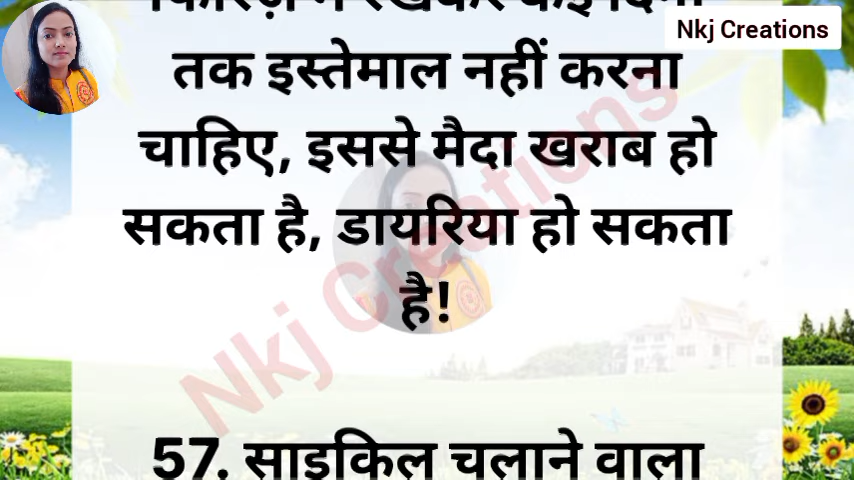 Nkj Creations
तक इस्तेमाल नहीं करना
चाहिए, इससे मैदा खराब हो
सकता है, डायरिया हो सकता
है!
Nkj Creations
57. साइकिल चलाने वाला